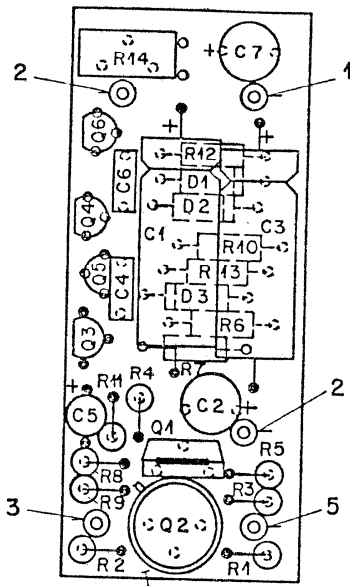 R14
+ C7
2
1
Q6
+
+
R12
C6
D1
D2
Q4
C1
C3
R10
Q5
C4
R13
D3
R6
Q3
R7
+
R11
R4
C2 +
2
C5
Q1
R8
R5
R9
R3
3
Q2
5
R2
R1